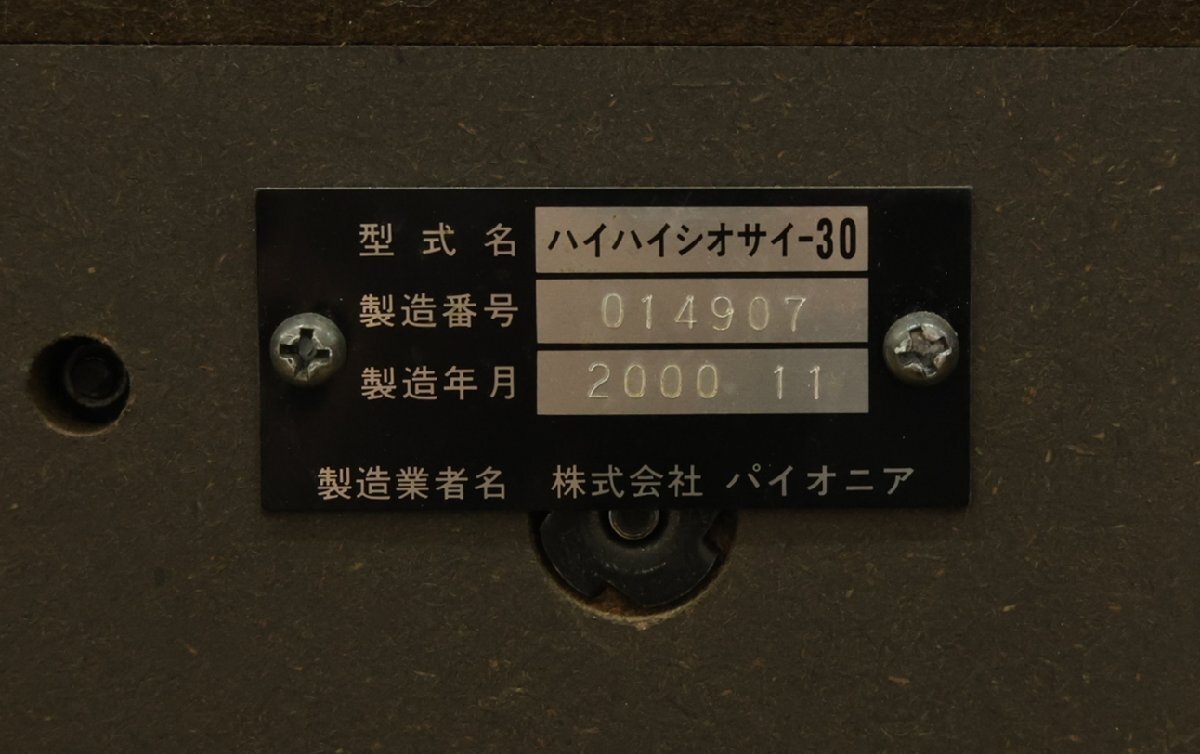 型式名 ハイハイシオサイ-30
製造番号 014907
製造年月 2000 11
製造業者名 株式会社 パイオニア